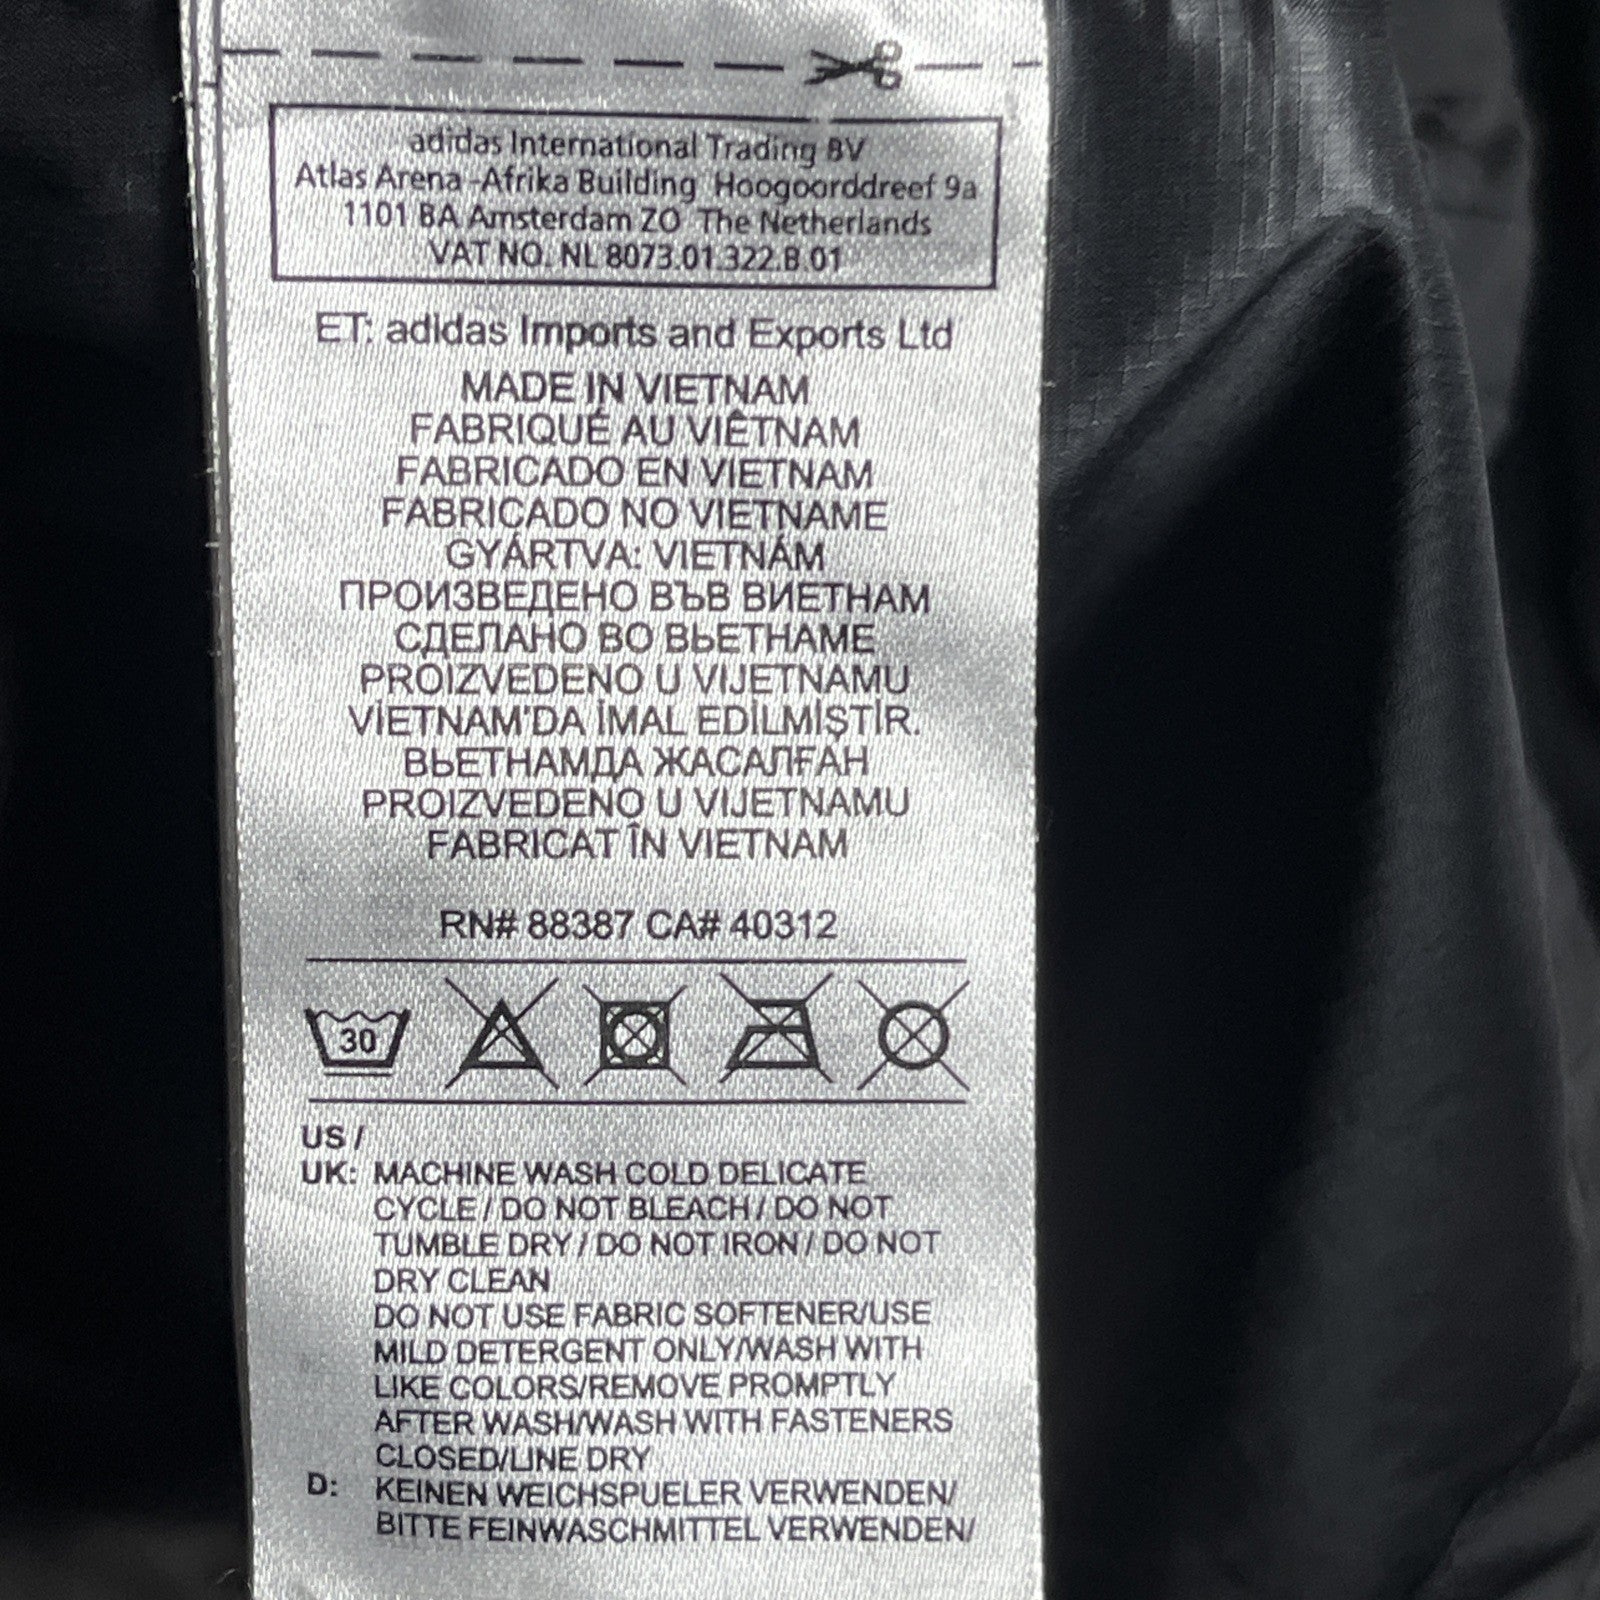 adidas International Trading BV
Atlas Arena -Afrika Building Hoogoorddreef 9a
1101 BA Amsterdam ZO The Netherlands
VAT NO. NL 8073.01.322.B.01
ET: adidas Imports and Exports Ltd
MADE IN VIETNAM
FABRIQUÉ AU VIÊTNAM
FABRICADO EN VIETNAM
FABRICADO NO VIETNAME
GYÁRTVA: VIETNÁM
ПРОИЗВЕДЕНО ВЪВ ВИЕТНАМ
СДЕЛАНО ВО ВЬЕТНАМЕ
PROIZVEDENO U VIJETNAMU
VİETNAM'DA İMAL EDİLMİŞTİR.
ВЬЕТНАМДА ЖАСАЛҒАН
PROIZVEDENO U VIJETNAMU
FABRICAT ÎN VIETNAM
RN# 88387 CA# 40312
30
US /
UK: MACHINE WASH COLD DELICATE
CYCLE / DO NOT BLEACH / DO NOT
TUMBLE DRY / DO NOT IRON / DO NOT
DRY CLEAN
DO NOT USE FABRIC SOFTENER/USE
MILD DETERGENT ONLY/WASH WITH
LIKE COLORS/REMOVE PROMPTLY
AFTER WASH/WASH WITH FASTENERS
CLOSED/LINE DRY
D: KEINEN WEICHSPUELER VERWENDEN/
BITTE FEINWASCHMITTEL VERWENDEN/